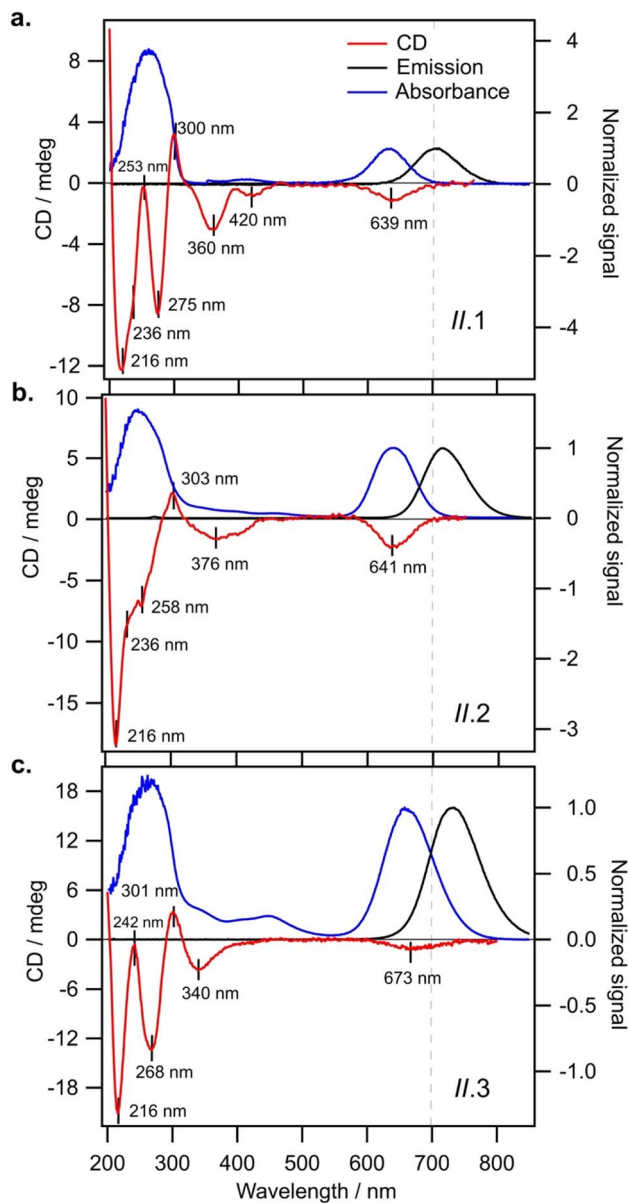 a.
CD
Emission
Absorbance
8
4
0
-4
-8
-12
CD / mdeg
4
2
0
-2
-4
Normalized signal
300 nm
253 nm
420 nm
360 nm
639 nm
275 nm
236 nm
216 nm
II.1
b.
10
5
0
-5
-10
-15
CD / mdeg
1
0
-1
-2
-3
Normalized signal
303 nm
376 nm
641 nm
258 nm
236 nm
216 nm
II.2
c.
18
12
6
0
-6
-12
-18
CD / mdeg
1.0
0.5
0.0
-0.5
-1.0
Normalized signal
301 nm
242 nm
340 nm
673 nm
268 nm
216 nm
II.3
200 300 400 500 600 700 800
Wavelength / nm